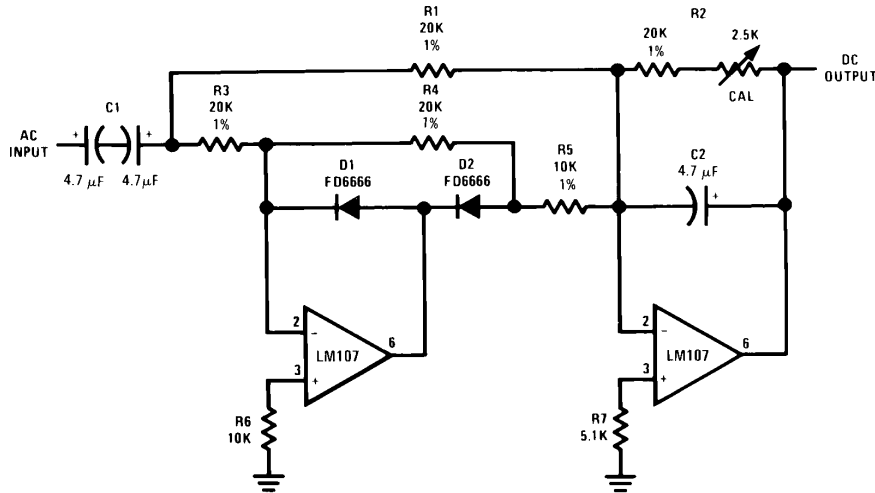 R1
20K
1%
R2
20K
1%
2.5K
CAL
DC
OUTPUT
C1
R3
20K
1%
R4
20K
1%
AC
INPUT
+
+
4.7 µF
4.7µF
D1
FD6666
D2
FD6666
R5
10K
1%
C2
4.7 µF
+
2
−
LM107
6
3
+
R6
10K
2
−
LM107
6
3
+
R7
5.1K